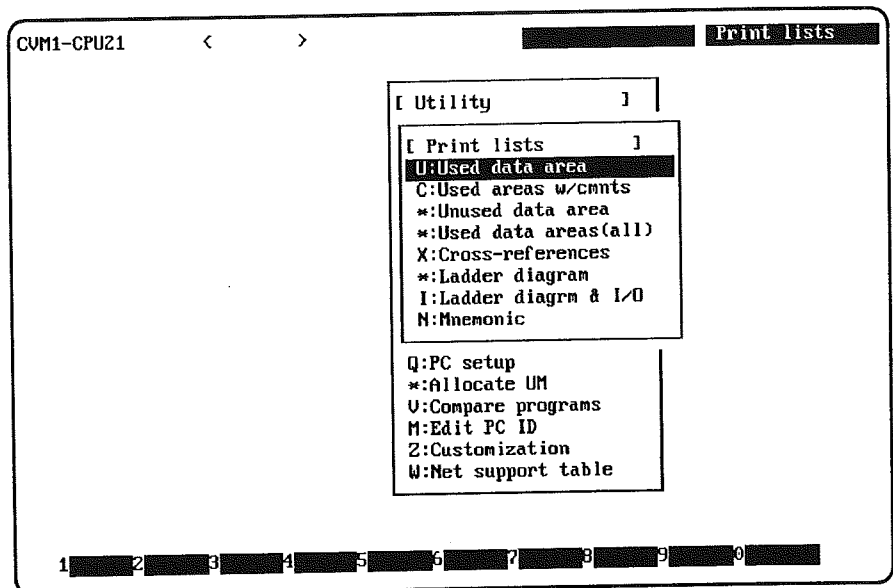 CVM1-CPU21 < > Print lists
[ Utility ]
[ Print lists ]
U:Used data area
C:Used areas w/cmnts
*:Unused data area
*:Used data areas(all)
X:Cross-references
*:Ladder diagram
I:Ladder diagrm & I/O
N:Mnemonic
Q:PC setup
*:Allocate UM
V:Compare programs
M:Edit PC ID
Z:Customization
W:Net support table
1 2 3 4 5 6 7 8 9 0